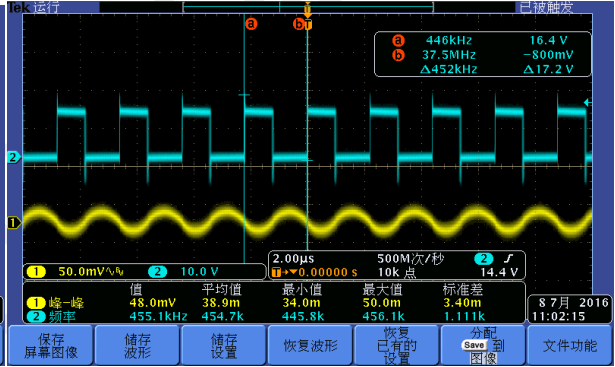 Tek 运行 已被触发
a b T
a 446kHz 16.4 V
b 37.5MHz −800mV
Δ452kHz Δ17.2 V
2
1
1 50.0mV 2 10.0 V
2.00μs 500M次/秒 2
T→▼0.00000 s 10k 点 14.4 V
值 平均值 最小值 最大值 标准差
1 峰-峰 48.0mV 38.9m 34.0m 50.0m 3.40m
2 频率 455.1kHz 454.7k 445.8k 456.1k 1.111k
8 7月 2016
11:02:15
保存
屏幕图像
储存
波形
储存
设置
恢复波形
恢复
已有的
设置
分配
Save 到
图像
文件功能